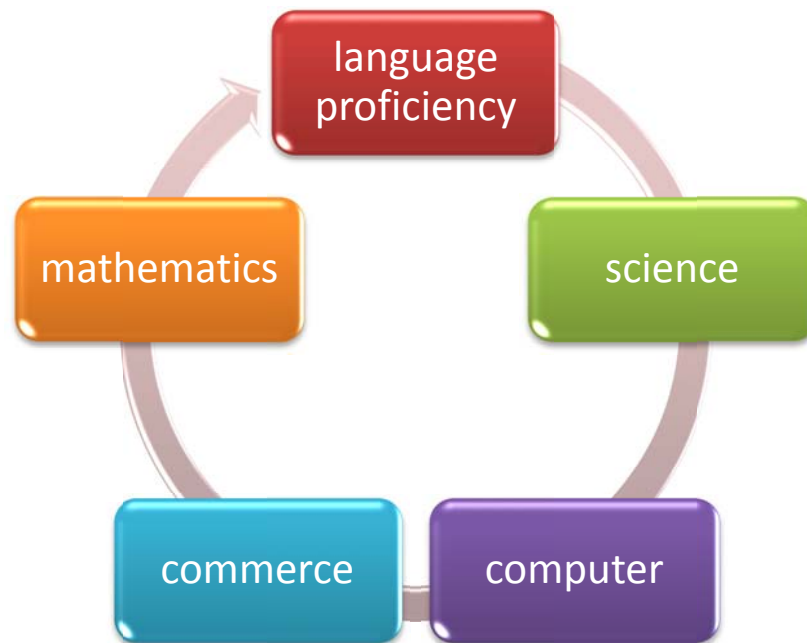 language
proficiency
science
computer
commerce
mathematics